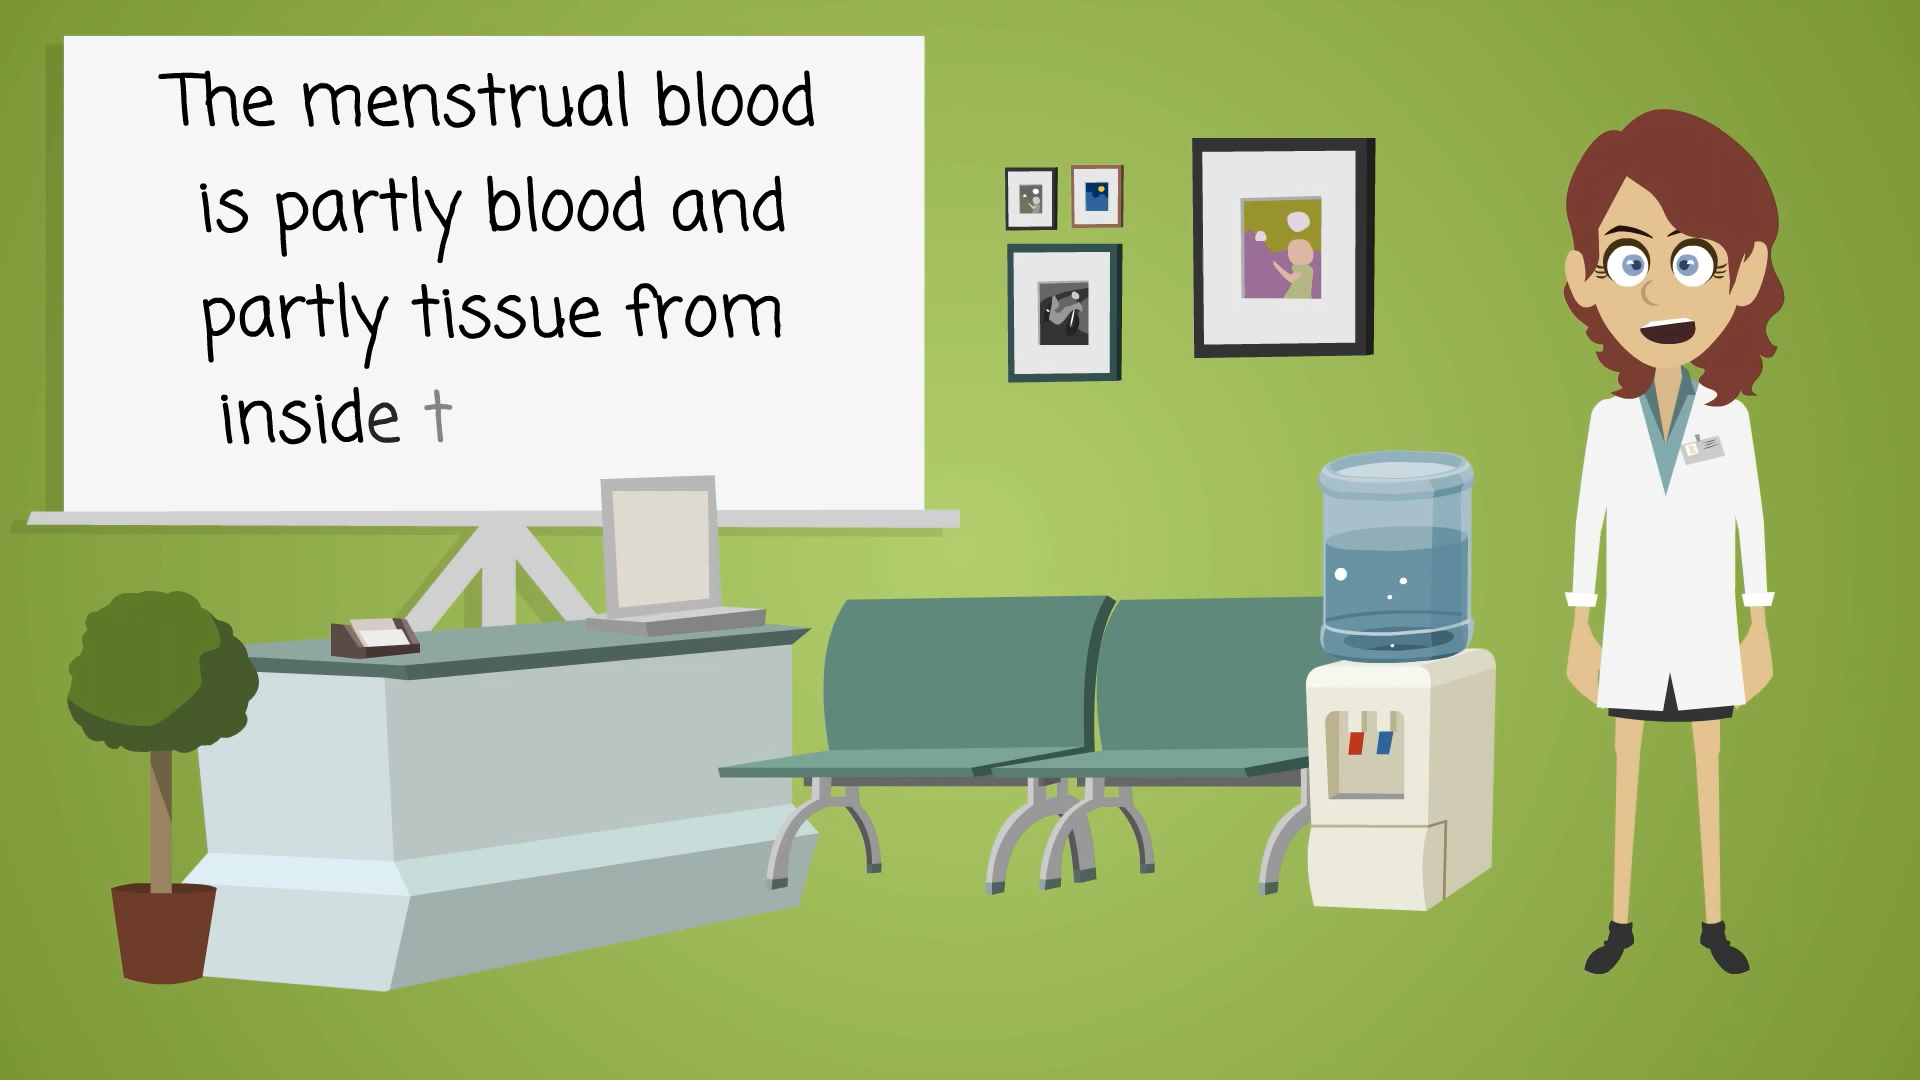 The menstrual blood
is partly blood and
partly tissue from
inside t